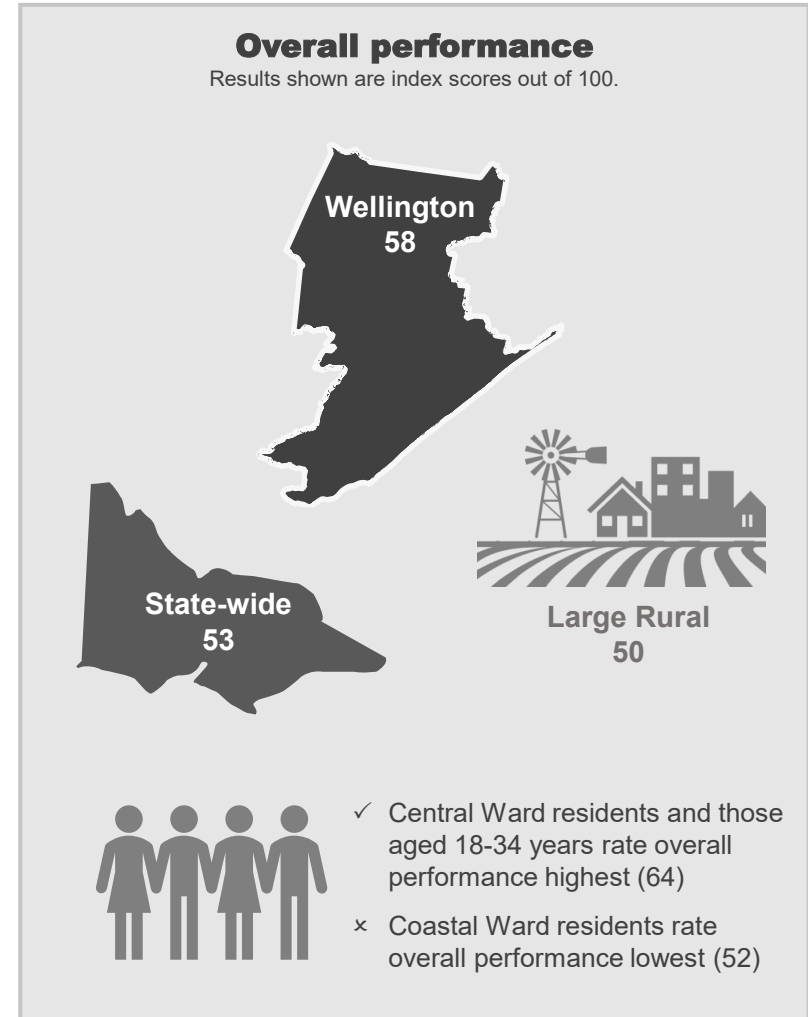 Overall performance
Results shown are index scores out of 100.
Wellington
58
State-wide
53
Large Rural
50
✓ Central Ward residents and those
aged 18-34 years rate overall
performance highest (64)
× Coastal Ward residents rate
overall performance lowest (52)